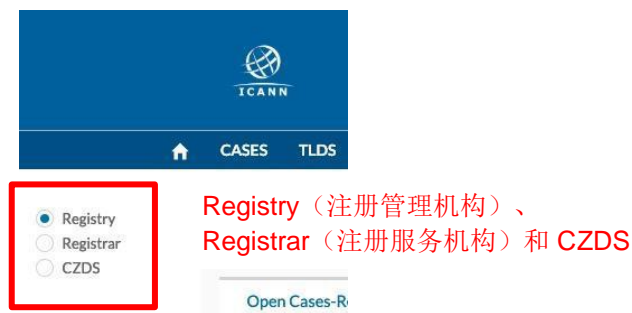 ICANN
CASES TLDS
Registry
Registrar
CZDS
Registry（注册管理机构）、
Registrar（注册服务机构）和 CZDS
Open Cases-Re